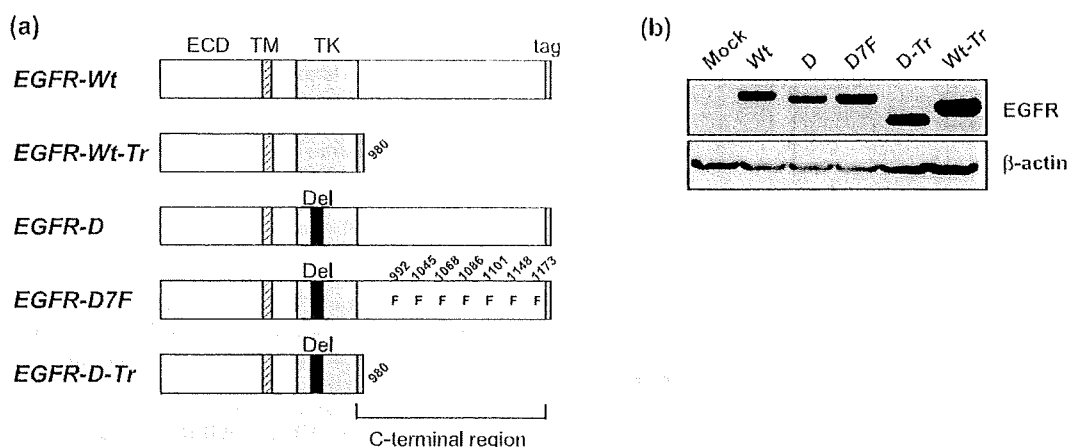 (a)
ECD TM TK tag
EGFR-Wt
EGFR-Wt-Tr
980
Del
EGFR-D
Del
992 1045 1068 1086 1101 1148 1173
EGFR-D7F
F F F F F F F
Del
EGFR-D-Tr
980
C-terminal region
(b)
Mock Wt D D7F D-Tr Wt-Tr
EGFR
β-actin